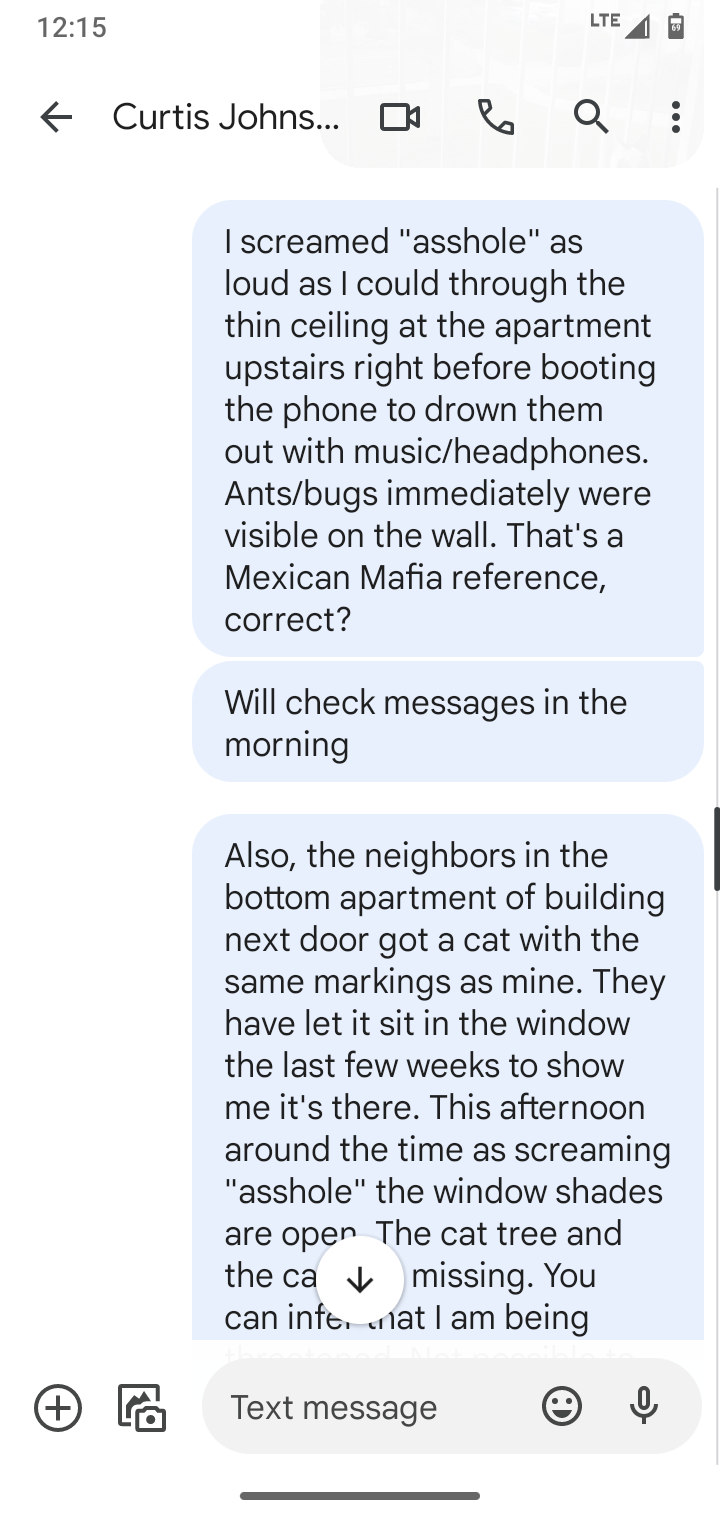 12:15
LTE
69
Curtis Johns...
I screamed "asshole" as
loud as I could through the
thin ceiling at the apartment
upstairs right before booting
the phone to drown them
out with music/headphones.
Ants/bugs immediately were
visible on the wall. That's a
Mexican Mafia reference,
correct?
Will check messages in the
morning
Also, the neighbors in the
bottom apartment of building
next door got a cat with the
same markings as mine. They
have let it sit in the window
the last few weeks to show
me it's there. This afternoon
around the time as screaming
"asshole" the window shades
are open. The cat tree and
the missing. You
can infer that I am being
Text message